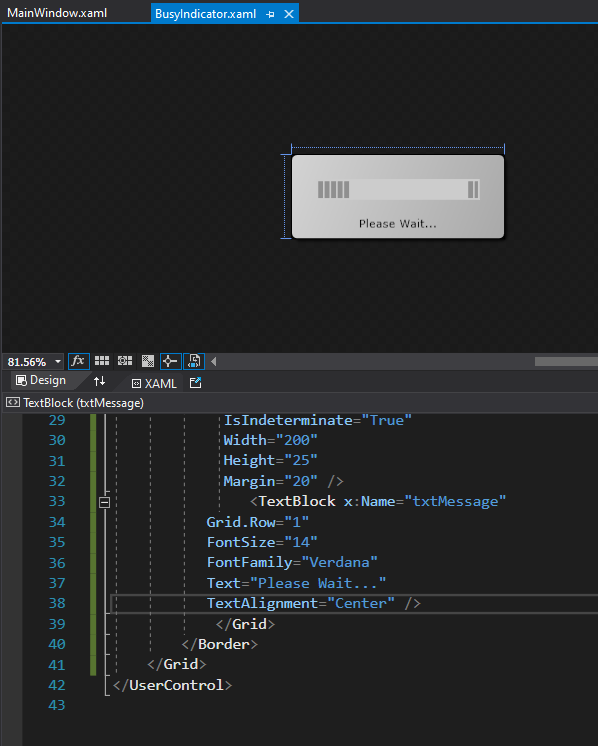 MainWindow.xaml BusyIndicator.xaml
Please Wait...
81.56% fx
Design XAML
TextBlock (txtMessage)
29 IsIndeterminate="True"
30 Width="200"
31 Height="25"
32 Margin="20" />
33 <TextBlock x:Name="txtMessage"
34 Grid.Row="1"
35 FontSize="14"
36 FontFamily="Verdana"
37 Text="Please Wait..."
38 TextAlignment="Center" />
39 </Grid>
40 </Border>
41 </Grid>
42 </UserControl>
43